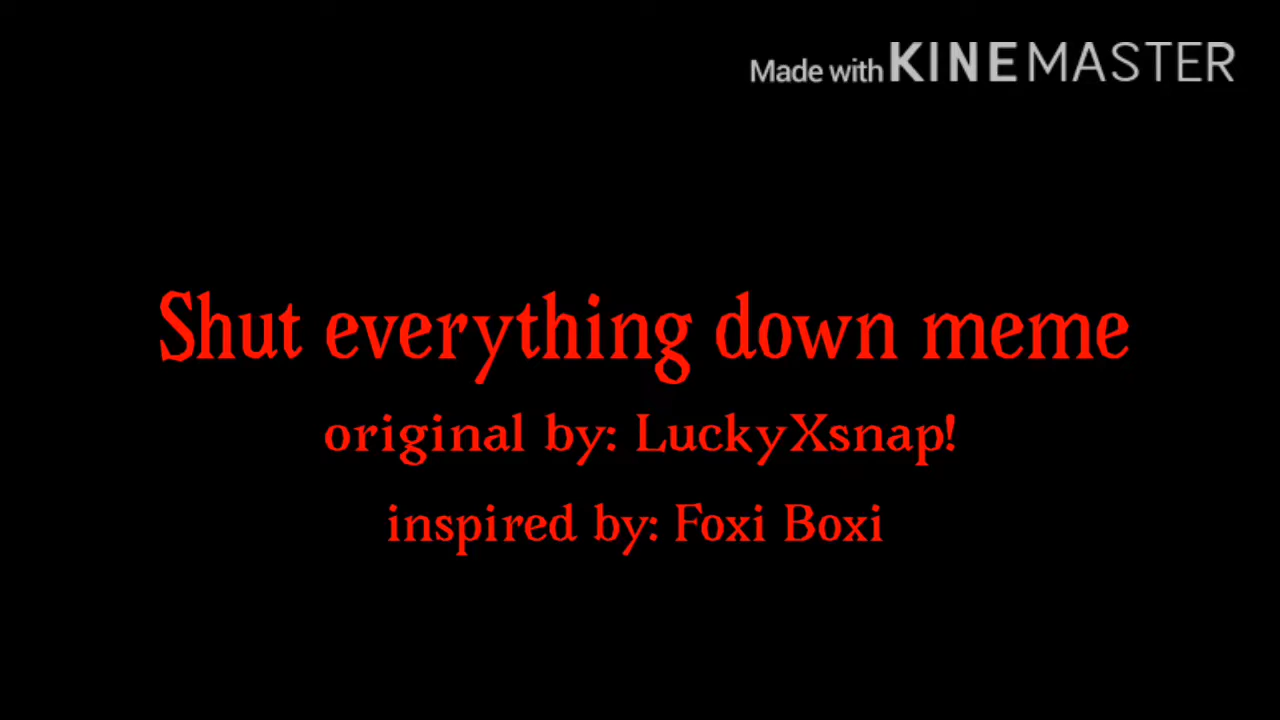 Made with KINEMASTER
Shut everything down meme
original by: LuckyXsnap!
inspired by: Foxi Boxi